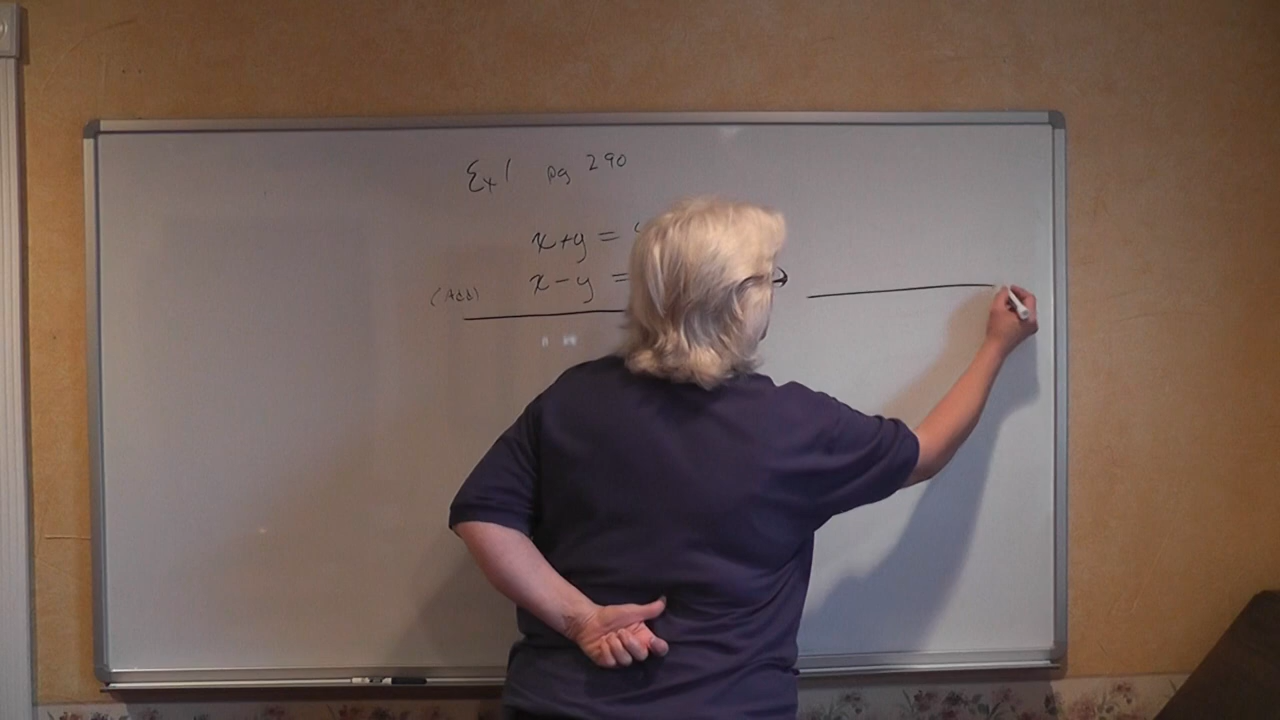 Ex 1 pg 290
x+y =
(Add) x-y =